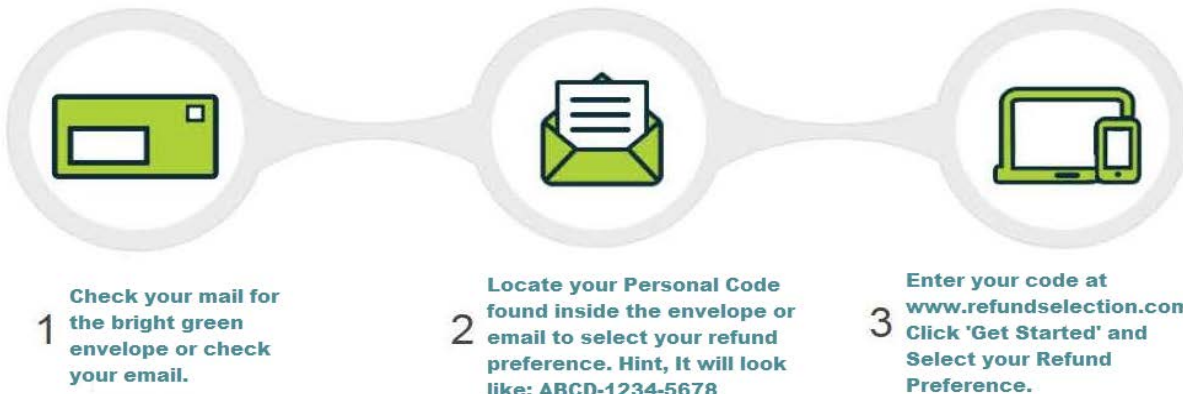 1
Check your mail for
the bright green
envelope or check
your email.
2
Locate your Personal Code
found inside the envelope or
email to select your refund
preference. Hint, It will look
like: ABCD-1234-5678
3
Enter your code at
www.refundselection.com
Click 'Get Started' and
Select your Refund
Preference.